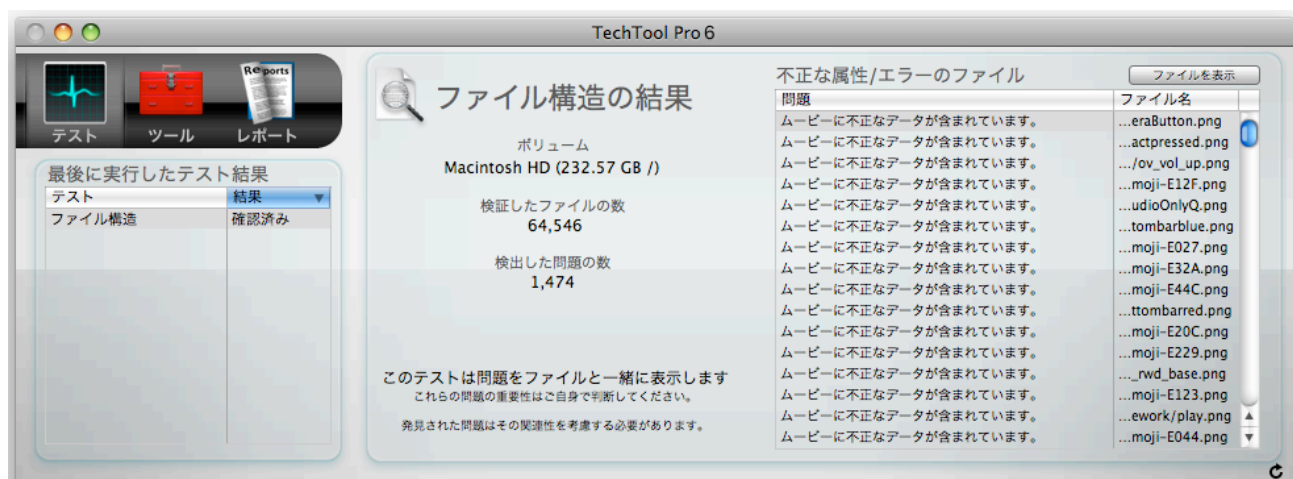 TechTool Pro 6
Reports
テスト
ツール
レポート
最後に実行したテスト結果
テスト
結果
ファイル構造
確認済み
ファイル構造の結果
ボリューム
Macintosh HD (232.57 GB /)
検証したファイルの数
64,546
検出した問題の数
1,474
このテストは問題をファイルと一緒に表示します
これらの問題の重要性はご自身で判断してください。
発見された問題はその関連性を考慮する必要があります。
不正な属性/エラーのファイル
ファイルを表示
問題
ファイル名
ムービーに不正なデータが含まれています。 ...eraButton.png
ムービーに不正なデータが含まれています。 ...actpressed.png
ムービーに不正なデータが含まれています。 .../ov_vol_up.png
ムービーに不正なデータが含まれています。 ...moji-E12F.png
ムービーに不正なデータが含まれています。 ...udioOnlyQ.png
ムービーに不正なデータが含まれています。 ...tombarblue.png
ムービーに不正なデータが含まれています。 ...moji-E027.png
ムービーに不正なデータが含まれています。 ...moji-E32A.png
ムービーに不正なデータが含まれています。 ...moji-E44C.png
ムービーに不正なデータが含まれています。 ...ttombarred.png
ムービーに不正なデータが含まれています。 ...moji-E20C.png
ムービーに不正なデータが含まれています。 ...moji-E229.png
ムービーに不正なデータが含まれています。 ..._rwd_base.png
ムービーに不正なデータが含まれています。 ...moji-E123.png
ムービーに不正なデータが含まれています。 ...ework/play.png
ムービーに不正なデータが含まれています。 ...moji-E044.png